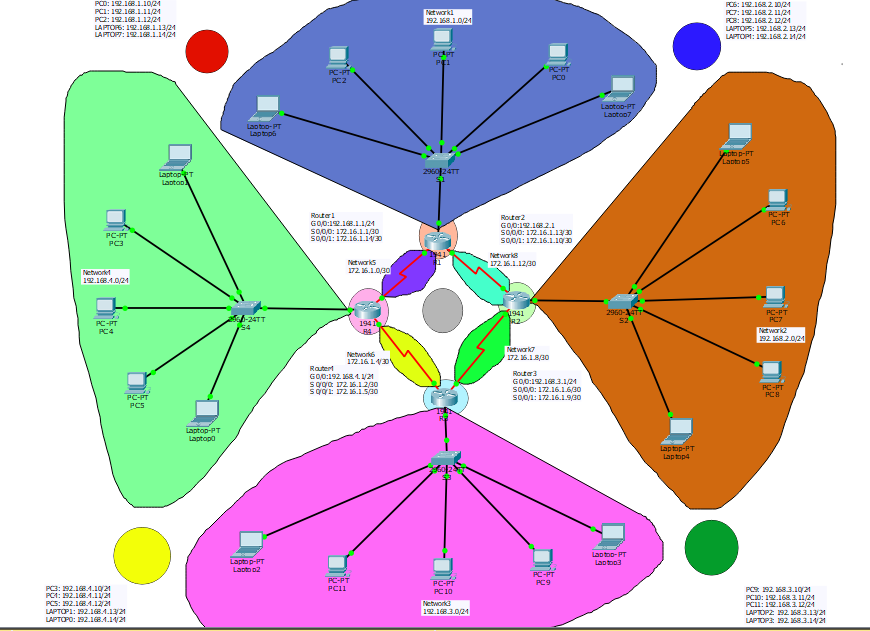 PC0: 192.168.1.10/24
PC1: 192.168.1.11/24
PC2: 192.168.1.12/24
LAPTOP6: 192.168.1.13/24
LAPTOP7: 192.168.1.14/24
Network1
192.168.1.0/24
PC6: 192.168.2.10/24
PC7: 192.168.2.11/24
PC8: 192.168.2.12/24
LAPTOP5: 192.168.2.13/24
LAPTOP4: 192.168.2.14/24
PC-PT
PC1
PC-PT
PC2
PC-PT
PC0
Laptop-PT
Laptop6
Laptop-PT
Laptop7
2960-24TT
S1
Laptop-PT
Laptop1
Laptop-PT
Laptop5
PC-PT
PC3
PC-PT
PC6
Router1
G0/0:192.168.1.1/24
S0/0/0: 172.16.1.1/30
S0/0/1: 172.16.1.14/30
Router2
G0/0:192.168.2.1
S0/0/0: 172.16.1.13/30
S0/0/1: 172.16.1.10/30
1941
R1
Network5
172.16.1.0/30
Network8
172.16.1.12/30
Network4
192.168.4.0/24
PC-PT
PC4
2960-24TT
S4
1941
R4
1941
R2
2960-24TT
S2
PC-PT
PC7
Network2
192.168.2.0/24
Network6
172.16.1.4/30
Network7
172.16.1.8/30
Router4
G0/0:192.168.4.1/24
S0/0/0: 172.16.1.2/30
S0/0/1: 172.16.1.5/30
Router3
G0/0:192.168.3.1/24
S0/0/0: 172.16.1.6/30
S0/0/1: 172.16.1.9/30
PC-PT
PC5
PC-PT
PC8
1941
R3
Laptop-PT
Laptop0
Laptop-PT
Laptop4
2960-24TT
S3
Laptop-PT
Laptop2
PC-PT
PC11
PC-PT
PC10
PC-PT
PC9
Laptop-PT
Laptop3
Network3
192.168.3.0/24
PC3: 192.168.4.10/24
PC4: 192.168.4.11/24
PC5: 192.168.4.12/24
LAPTOP1: 192.168.4.13/24
LAPTOP0: 192.168.4.14/24
PC9: 192.168.3.10/24
PC10: 192.168.3.11/24
PC11: 192.168.3.12/24
LAPTOP2: 192.168.3.13/24
LAPTOP3: 192.168.3.14/24